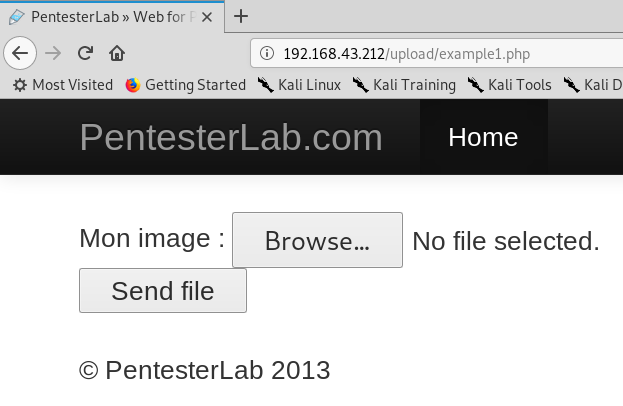 PentesterLab » Web for P
192.168.43.212/upload/example1.php
Most Visited Getting Started Kali Linux Kali Training Kali Tools Kali D
PentesterLab.com Home
Mon image : Browse... No file selected.
Send file
© PentesterLab 2013